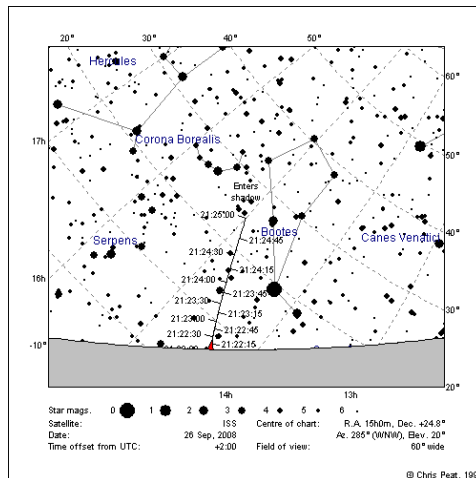 20° 30° 40° 50° 60°
Hercules
17h
Corona Borealis
50°
Enters
shadow
21:25'00
Bootes
21:24'45
Canes Venatici
40°
Serpens
21:24'30
21:24'15
21:24'00
16h
21:23'45
30°
21:23'30
21:23'15
21:23'00
21:22'45
21:22'30
-10°
21:22'15
20°
14h 13h
Star mags. 0 1 2 3 4 5 6
Satellite: ISS Centre of chart: R.A. 15h0m, Dec. +24.8°
Date: 26 Sep, 2008 Az. 285° (WNW), Elev. 20°
Time offset from UTC: +2:00 Field of view: 60° wide
© Chris Peat, 199